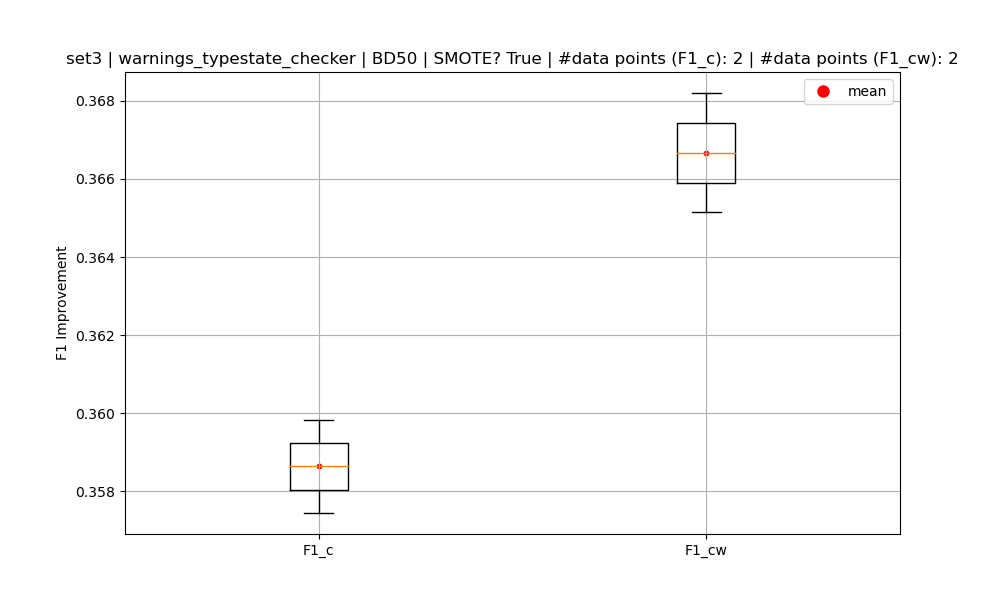 set3 | warnings_typestate_checker | BD50 | SMOTE? True | #data points (F1_c): 2 | #data points (F1_cw): 2
mean
0.368
0.366
0.364
0.362
0.360
0.358
F1 Improvement
F1_c
F1_cw